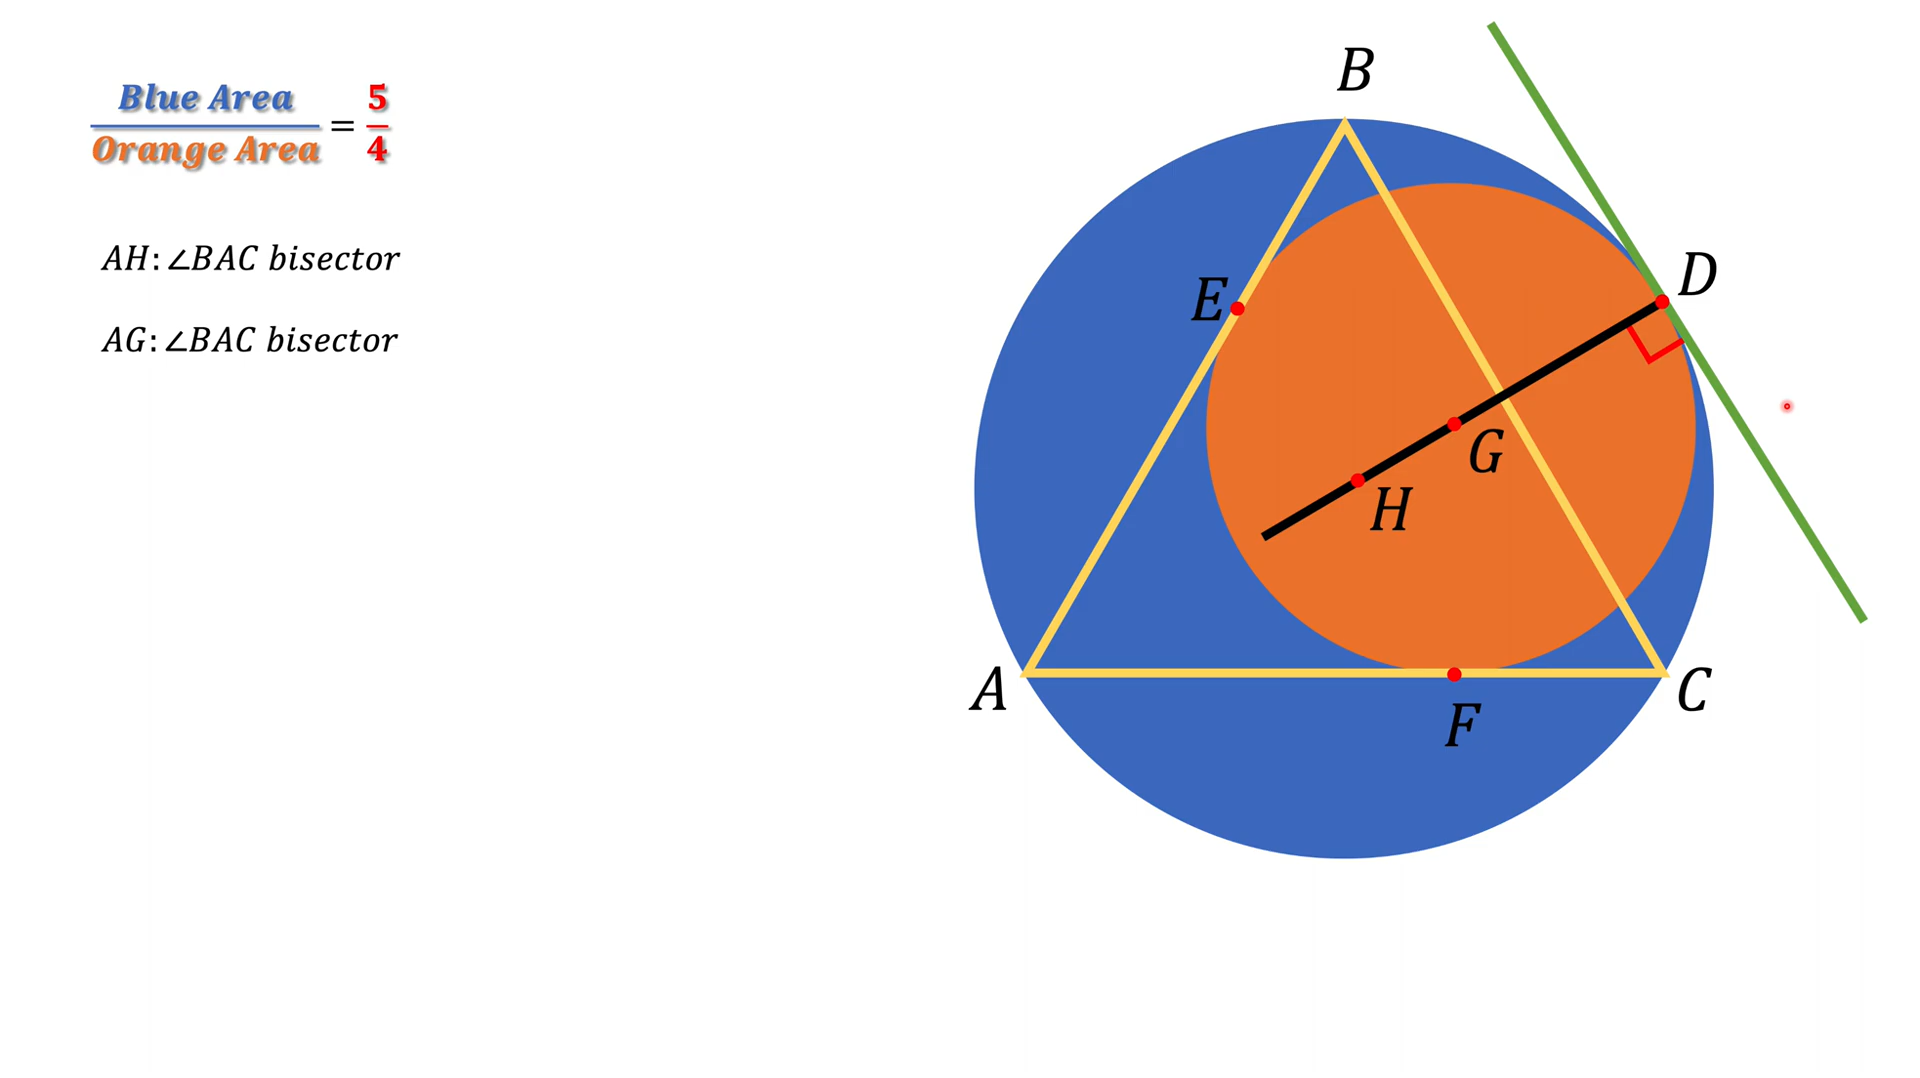 Blue Area
Orange Area
=
5
4
AH: ∠BAC bisector
AG: ∠BAC bisector
B
D
E
G
H
A
C
F